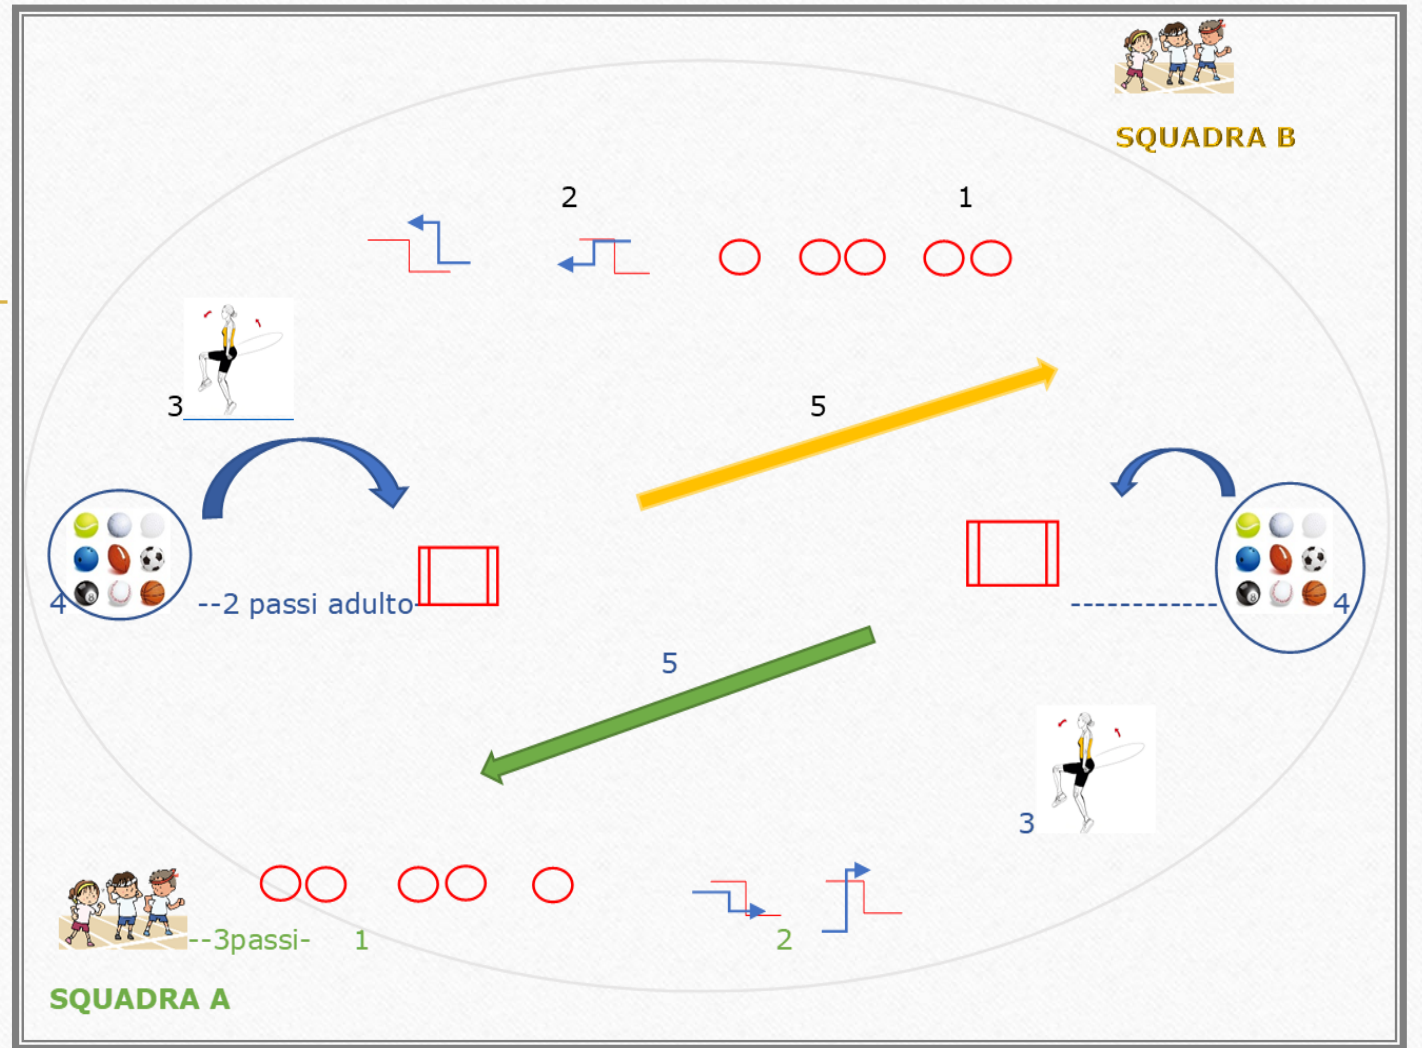 SQUADRA B
2
1
3
5
4
--2 passi adulto-
------------
4
5
3
--3passi-
1
2
SQUADRA A